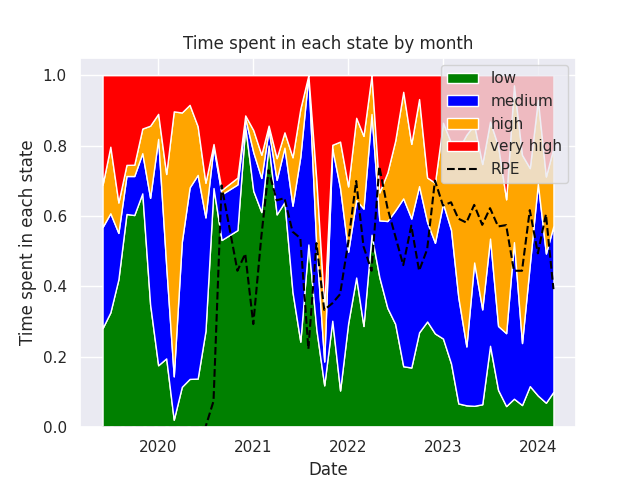 Time spent in each state by month
1.0
0.8
0.6
0.4
0.2
0.0
Time spent in each state
low
medium
high
very high
RPE
2020 2021 2022 2023 2024
Date